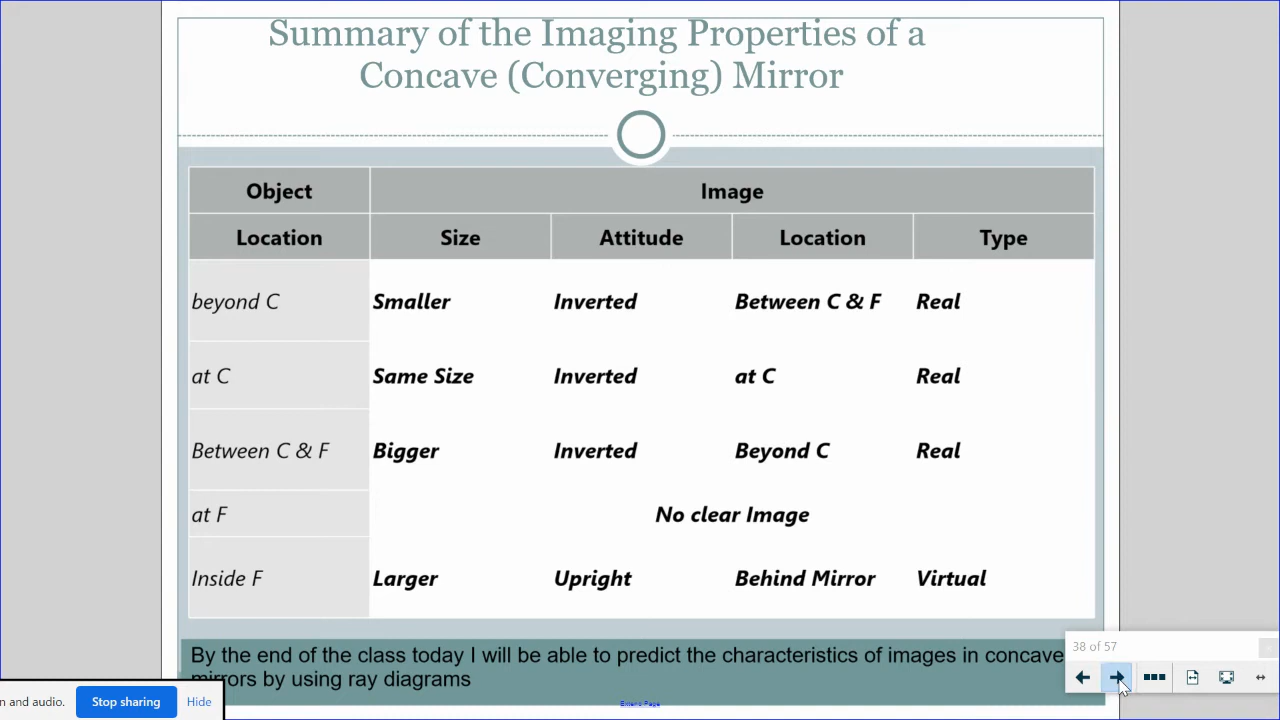 Summary of the Imaging Properties of a
Concave (Converging) Mirror
Object Image
Location Size Attitude Location Type
beyond C Smaller Inverted Between C & F Real
at C Same Size Inverted at C Real
Between C & F Bigger Inverted Beyond C Real
at F No clear Image
Inside F Larger Upright Behind Mirror Virtual
By the end of the class today I will be able to predict the characteristics of images in concave
mirrors by using ray diagrams
38 of 57
n and audio. Stop sharing Hide
Extend Page